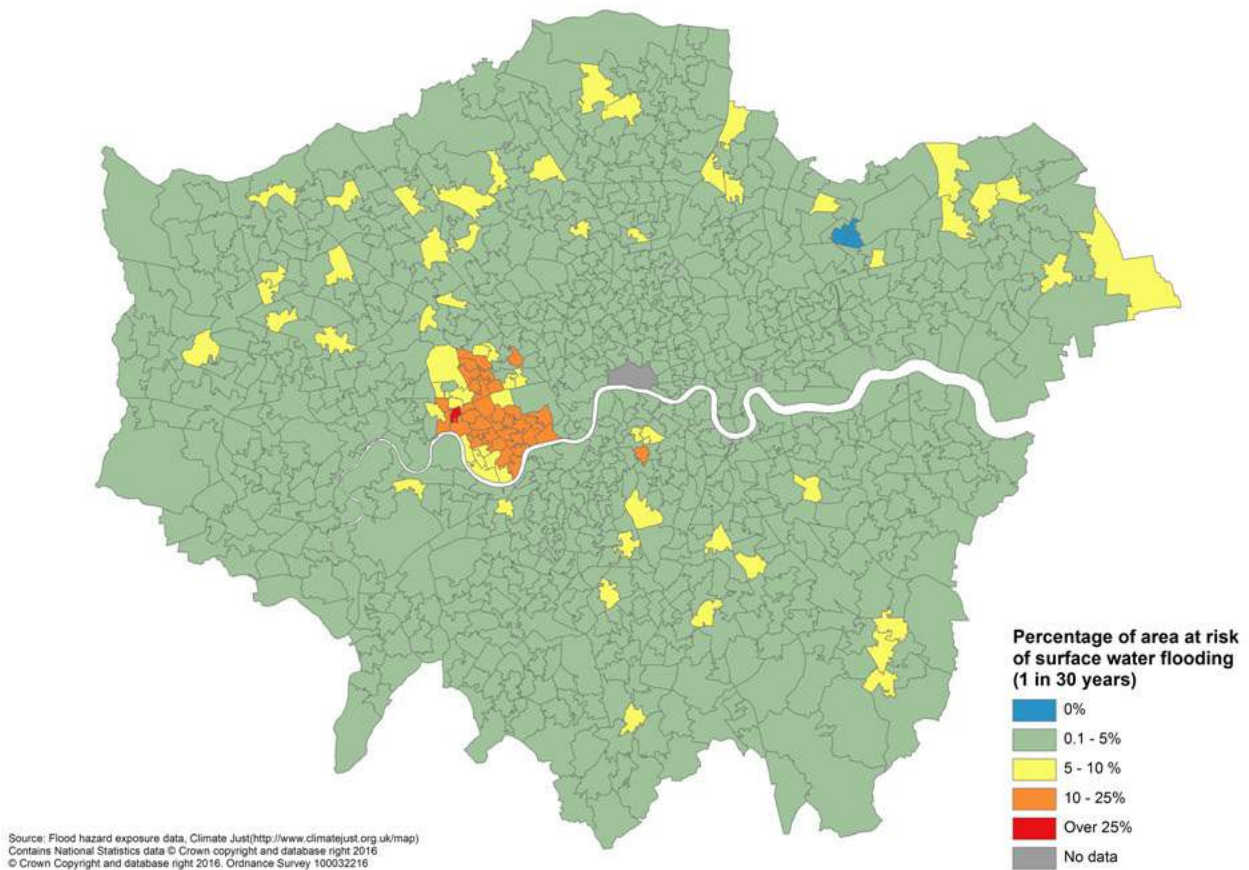 Percentage of area at risk
of surface water flooding
(1 in 30 years)
0%
0.1 - 5%
5 - 10 %
10 - 25%
Over 25%
No data
Source: Flood hazard exposure data, Climate Just(http://www.climatejust.org.uk/map)
Contains National Statistics data © Crown copyright and database right 2016
© Crown Copyright and database right 2016. Ordnance Survey 100032216